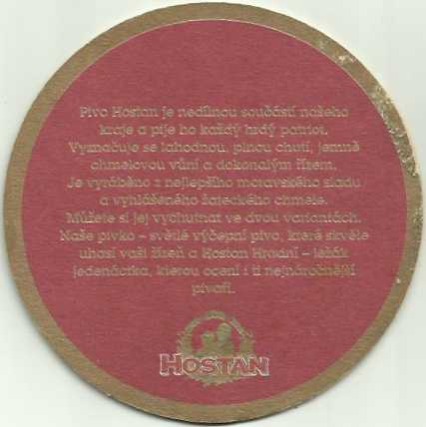 Pivo Hostan je nedílnou součástí našeho
kraje a pije ho každý hrdý patriot.
Vyznačuje se lahodnou, plnou chutí, jemně
chmelovou vůní a dokonalým řízem.
Je vyráběno z nejlepšího moravského sladu
a vyhlášeného žateckého chmele.
Můžete si jej vychutnat ve dvou variantách.
Naše pivko – světlé výčepní pivo, které skvěle
uhasí vaši žízeň a Hostan Hradní – ležák
jedenáctka, kterou ocení i ti nejnáročnější
pivaři.
HOSTAN